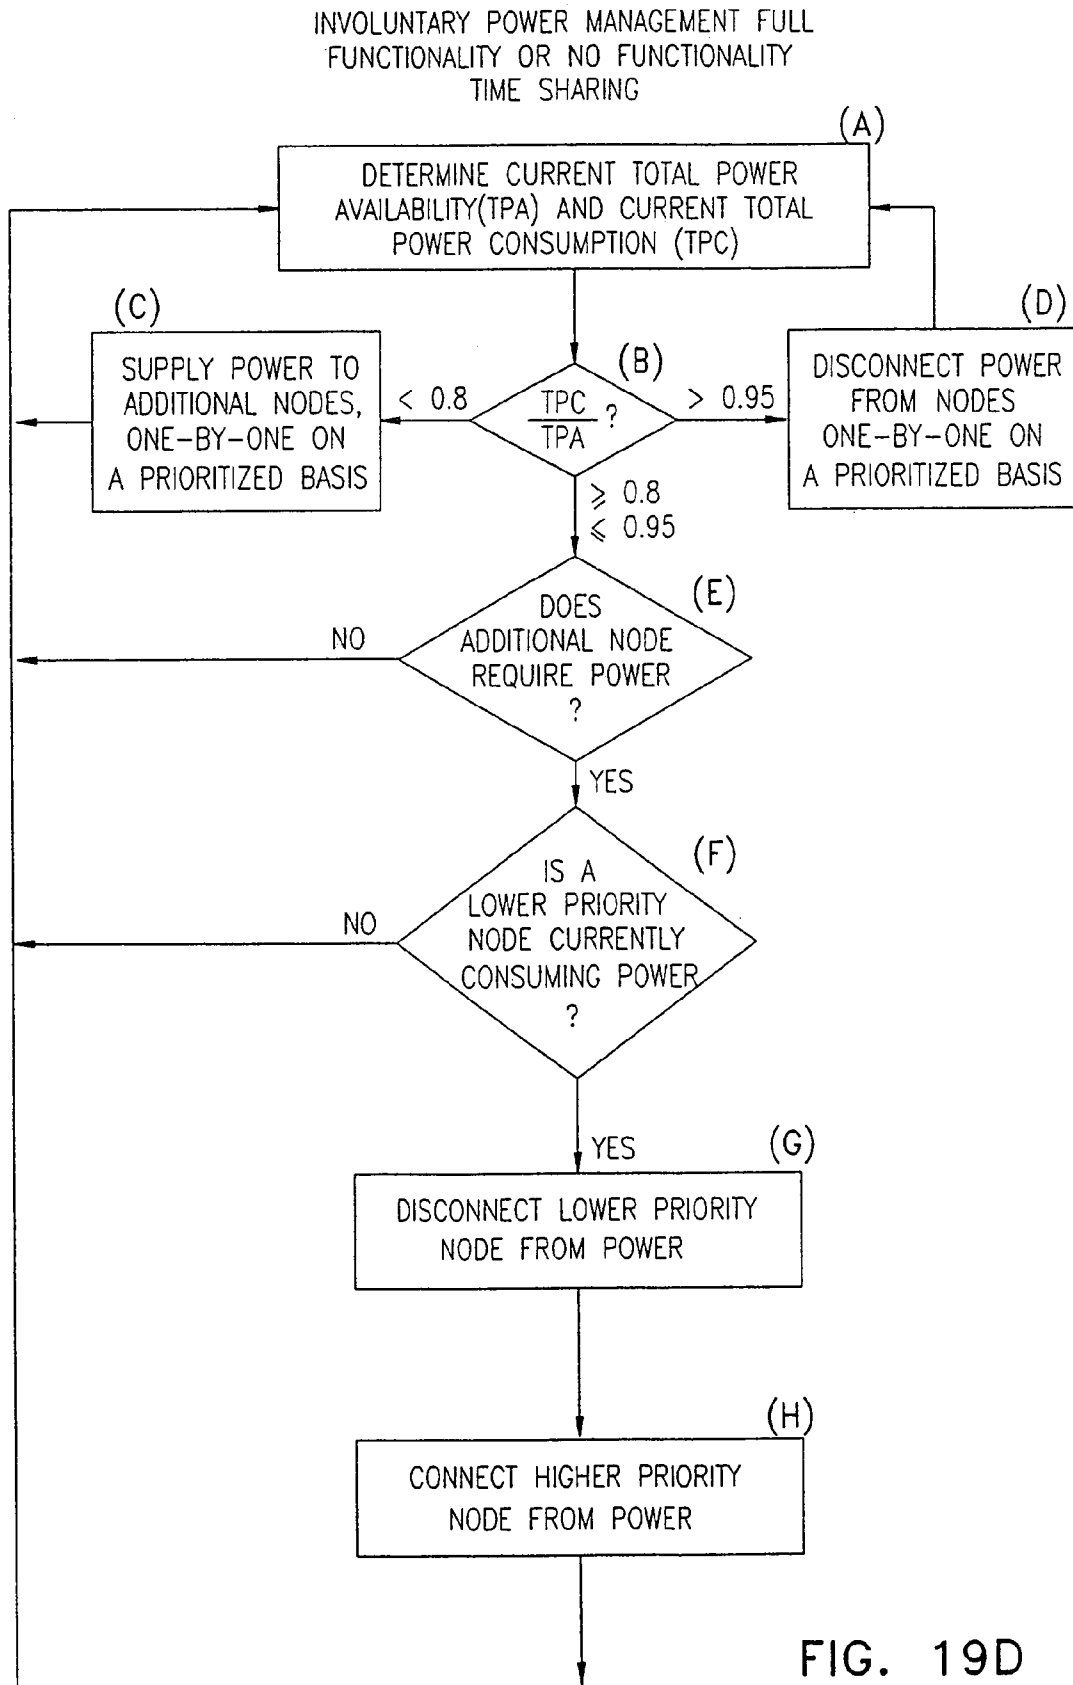 INVOLUNTARY POWER MANAGEMENT FULL
FUNCTIONALITY OR NO FUNCTIONALITY
TIME SHARING
(A)
DETERMINE CURRENT TOTAL POWER
AVAILABILITY(TPA) AND CURRENT TOTAL
POWER CONSUMPTION (TPC)
(C)
SUPPLY POWER TO
ADDITIONAL NODES,
ONE-BY-ONE ON
A PRIORITIZED BASIS
< 0.8
(B)
TPC
TPA
?
> 0.95
(D)
DISCONNECT POWER
FROM NODES
ONE-BY-ONE ON
A PRIORITIZED BASIS
⩾ 0.8
⩽ 0.95
(E)
DOES
ADDITIONAL NODE
REQUIRE POWER
?
NO
YES
(F)
IS A
LOWER PRIORITY
NODE CURRENTLY
CONSUMING POWER
?
NO
YES
(G)
DISCONNECT LOWER PRIORITY
NODE FROM POWER
(H)
CONNECT HIGHER PRIORITY
NODE FROM POWER
FIG. 19D